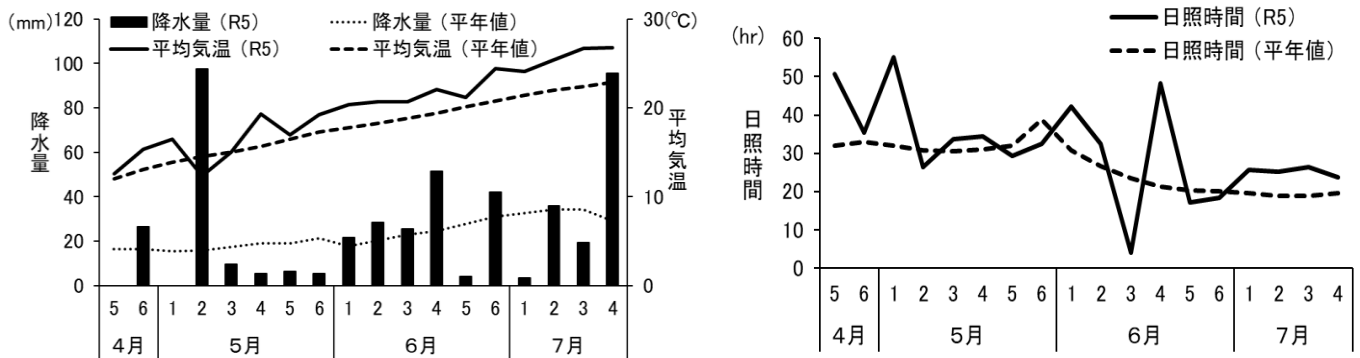 (mm) 120 30(℃)
降水量（R5） 降水量（平年値）
平均気温（R5） 平均気温（平年値）
100
80
60
40
20
0
20
10
0
降水量
平均気温
5 6 1 2 3 4 5 6 1 2 3 4 5 6 1 2 3 4
4月 5月 6月 7月
日照時間（R5）
日照時間（平年値）
(hr)
60
50
40
30
20
10
0
日照時間
5 6 1 2 3 4 5 6 1 2 3 4 5 6 1 2 3 4
4月 5月 6月 7月